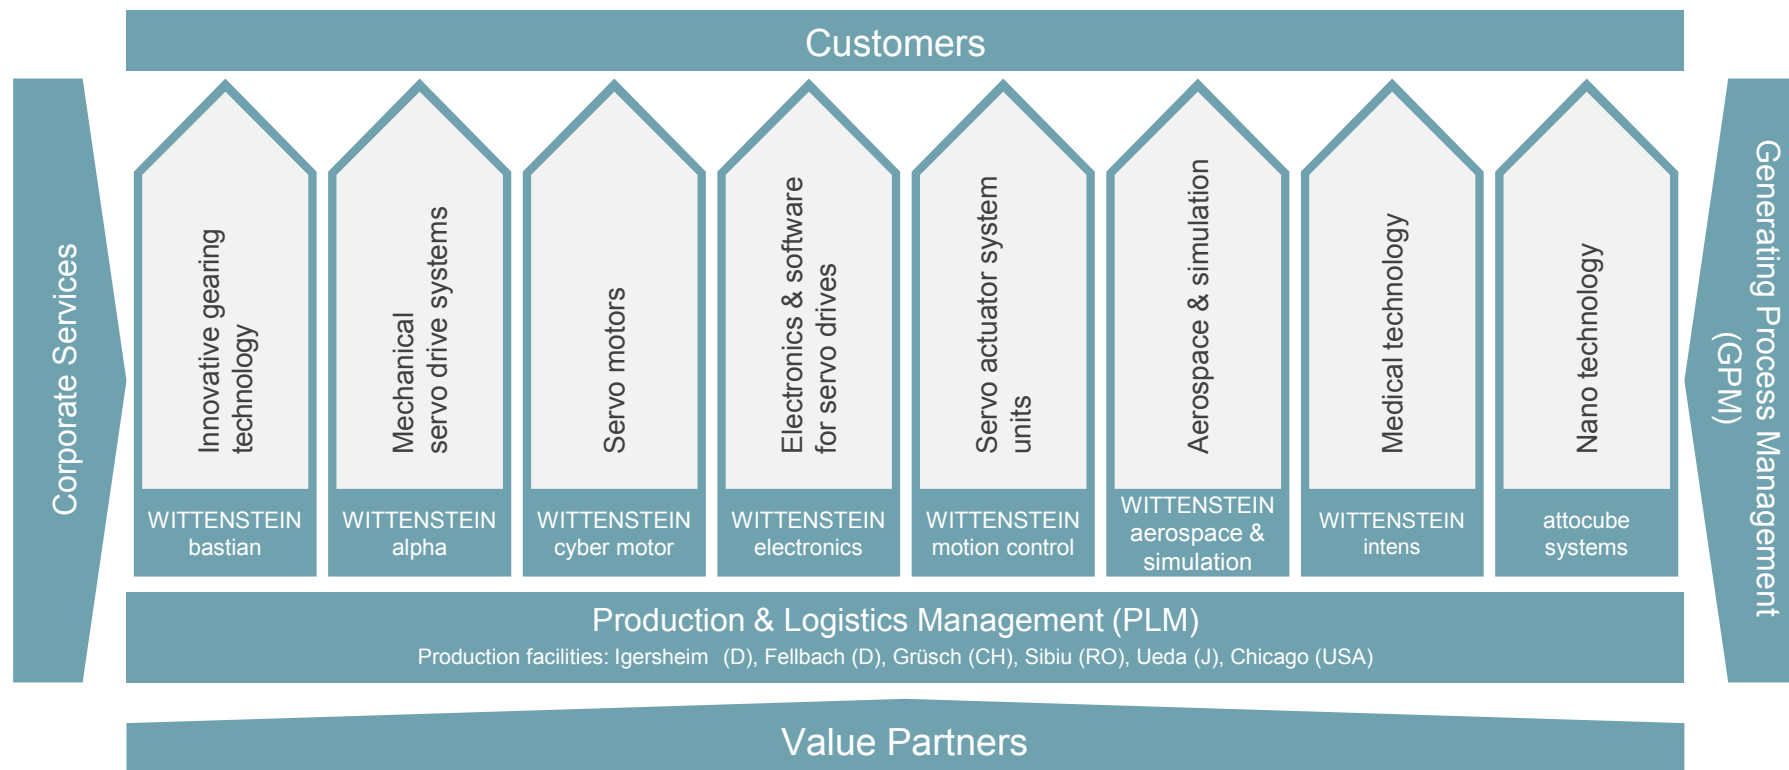 Customers
Corporate Services
Innovative gearing
technology
WITTENSTEIN
bastian
Mechanical
servo drive systems
WITTENSTEIN
alpha
Servo motors
WITTENSTEIN
cyber motor
Electronics & software
for servo drives
WITTENSTEIN
electronics
Servo actuator system
units
WITTENSTEIN
motion control
Aerospace & simulation
WITTENSTEIN
aerospace &
simulation
Medical technology
WITTENSTEIN
intens
Nano technology
attocube
systems
Generating Process Management
(GPM)
Production & Logistics Management (PLM)
Production facilities: Igersheim (D), Fellbach (D), Grüsch (CH), Sibiu (RO), Ueda (J), Chicago (USA)
Value Partners